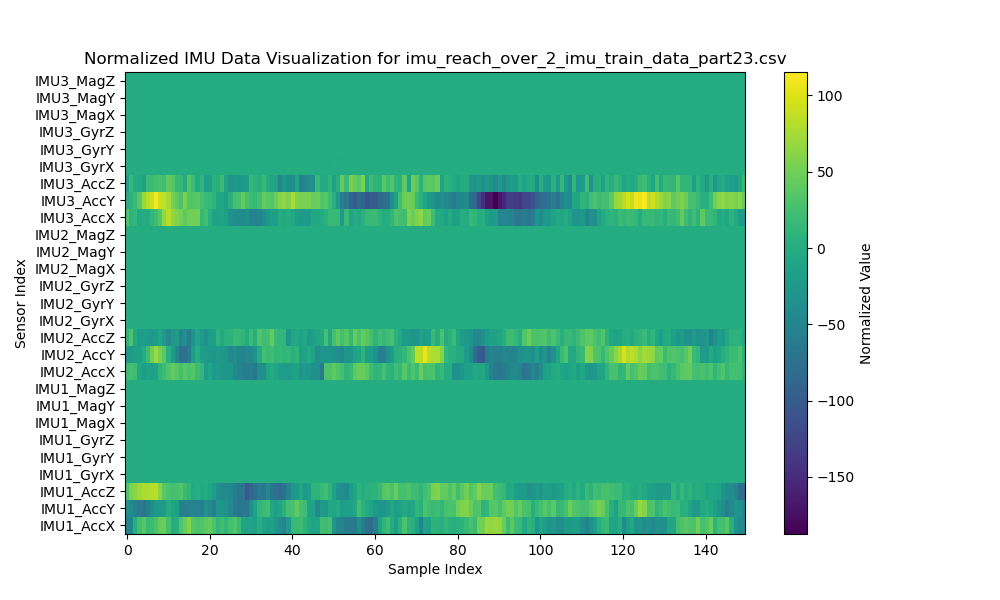 Normalized IMU Data Visualization for imu_reach_over_2_imu_train_data_part23.csv
IMU3_MagZ
IMU3_MagY
IMU3_MagX
IMU3_GyrZ
IMU3_GyrY
IMU3_GyrX
IMU3_AccZ
IMU3_AccY
IMU3_AccX
IMU2_MagZ
IMU2_MagY
IMU2_MagX
IMU2_GyrZ
IMU2_GyrY
IMU2_GyrX
IMU2_AccZ
IMU2_AccY
IMU2_AccX
IMU1_MagZ
IMU1_MagY
IMU1_MagX
IMU1_GyrZ
IMU1_GyrY
IMU1_GyrX
IMU1_AccZ
IMU1_AccY
IMU1_AccX
Sensor Index
0 20 40 60 80 100 120 140
Sample Index
100
50
0
−50
−100
−150
Normalized Value